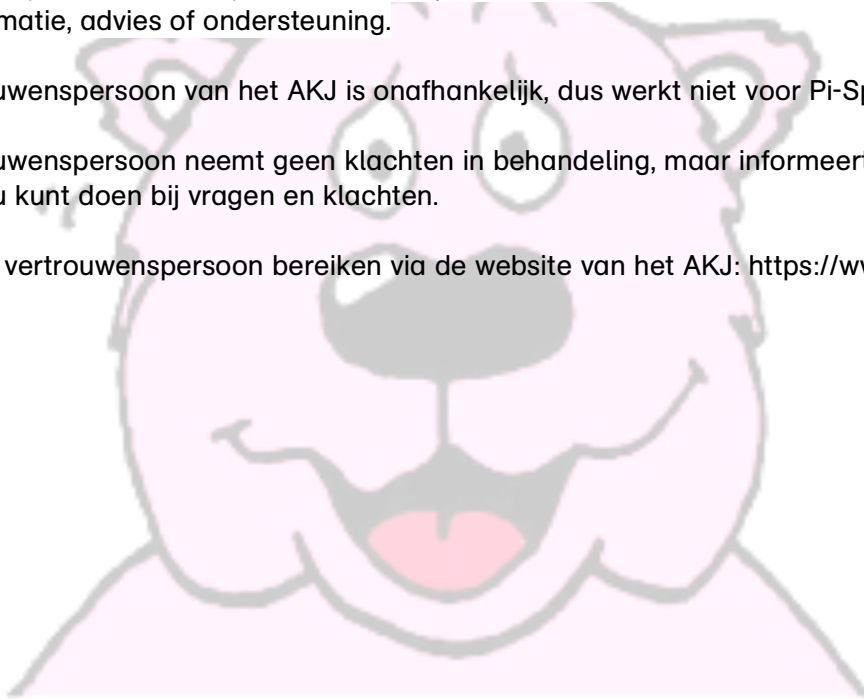 matie, advies of ondersteuning.
uwenspersoon van het AKJ is onafhankelijk, dus werkt niet voor Pi-Sp
uwenspersoon neemt geen klachten in behandeling, maar informeert
u kunt doen bij vragen en klachten.
vertrouwenspersoon bereiken via de website van het AKJ: https://ww